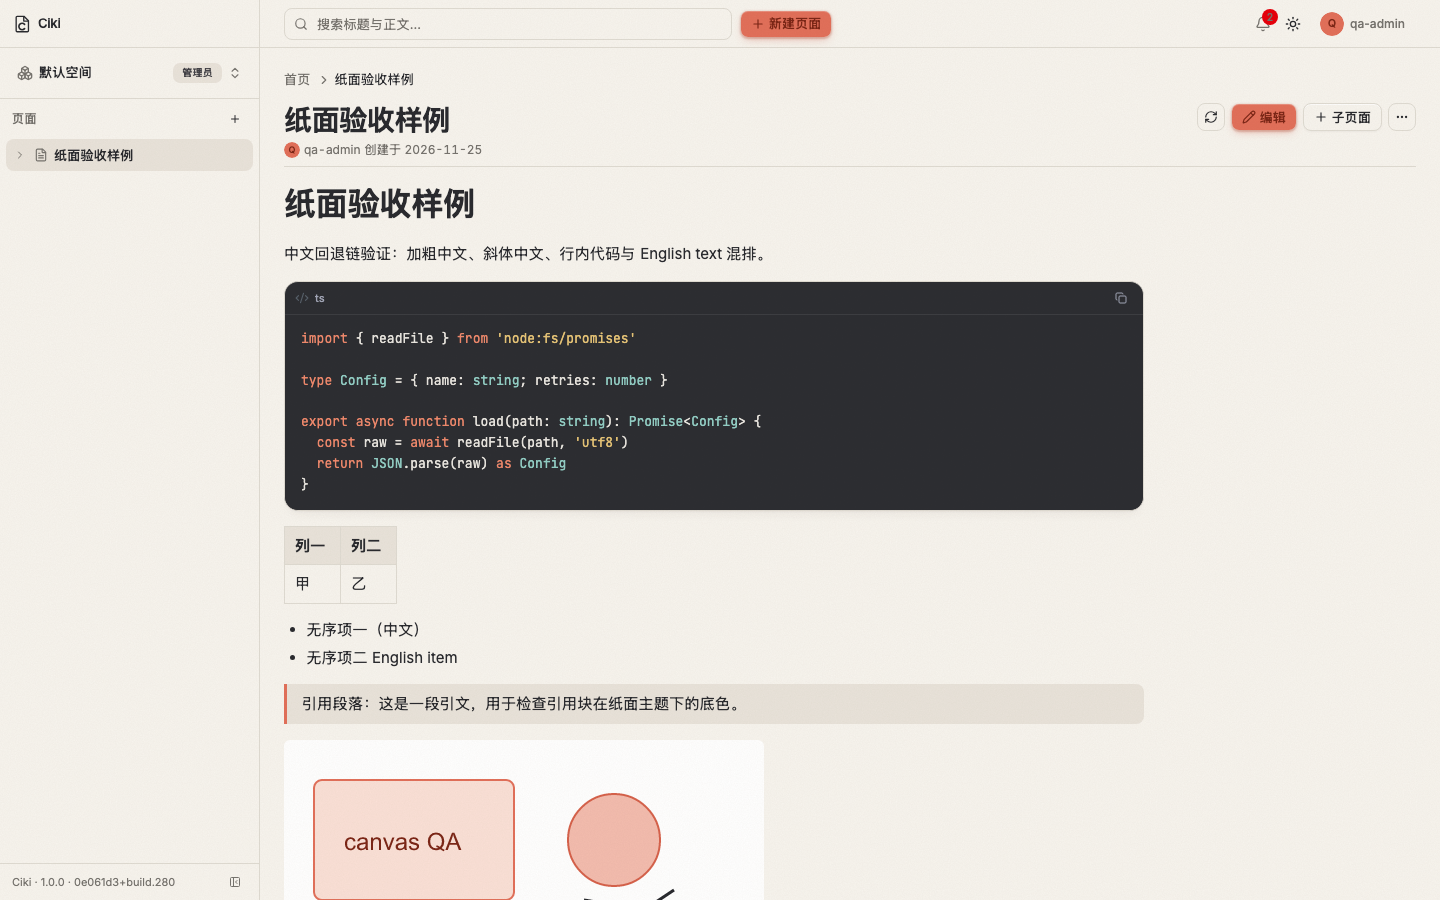 Ciki
搜索标题与正文...
新建页面
2
Q
qa-admin
默认空间
管理员
页面
纸面验收样例
首页
纸面验收样例
纸面验收样例
编辑
子页面
Q
qa-admin 创建于 2026-11-25
纸面验收样例
中文回退链验证：加粗中文、斜体中文、行内代码与 English text 混排。
</> ts
import { readFile } from 'node:fs/promises'
type Config = { name: string; retries: number }
export async function load(path: string): Promise<Config> {
  const raw = await readFile(path, 'utf8')
  return JSON.parse(raw) as Config
}
列一 列二
甲 乙
无序项一（中文）
无序项二 English item
引用段落：这是一段引文，用于检查引用块在纸面主题下的底色。
canvas QA
Ciki · 1.0.0 · 0e061d3+build.280